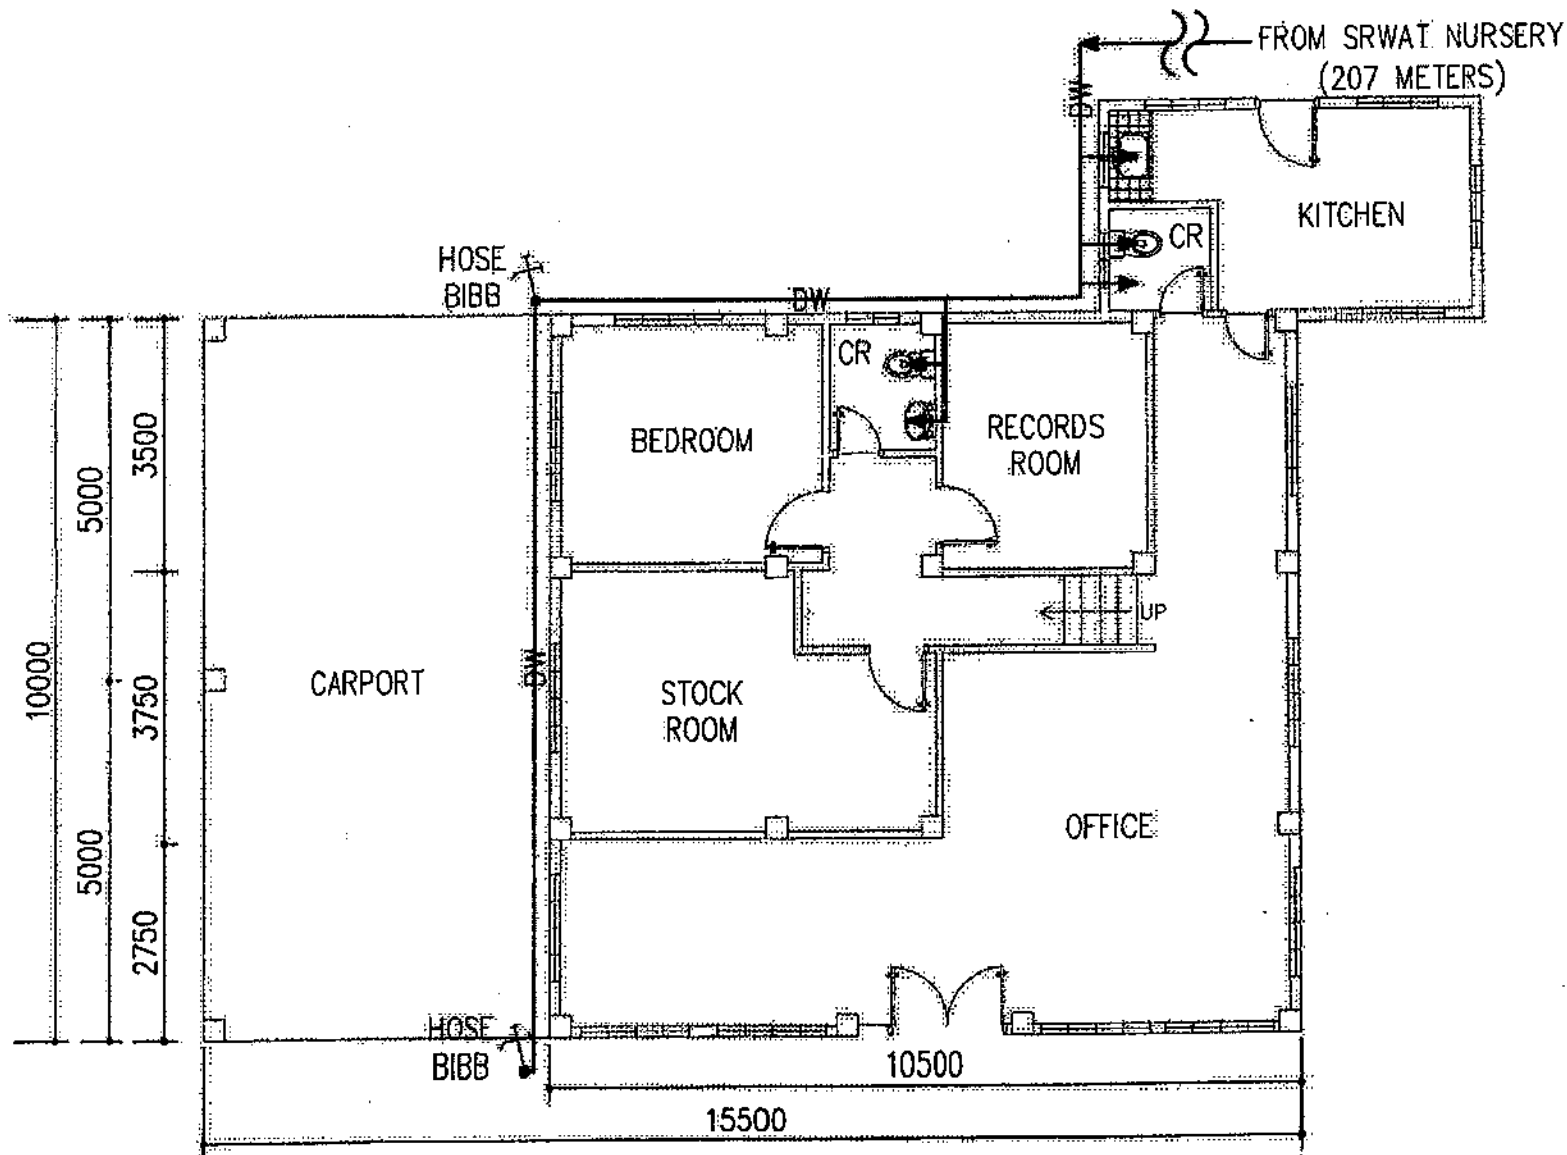 FROM SRWAT NURSERY
(207 METERS)
DW
KITCHEN
CR
HOSE
BIBB
DW
CR
BEDROOM
RECORDS
ROOM
3500
5000
UP
10000
3750
CARPORT
DW
STOCK
ROOM
OFFICE
5000
2750
HOSE
BIBB
10500
15500